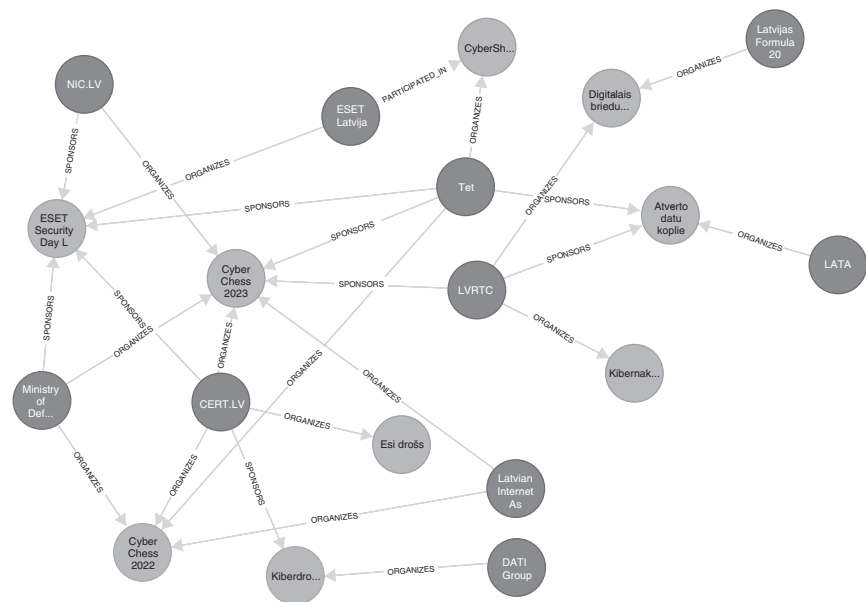 Latvijas
Formula
20
CyberSh...
NIC.LV
PARTICIPATED_IN
ORGANIZES
Digitalais
briedu...
ESET
Latvija
ORGANIZES
SPONSORS
ORGANIZES
ORGANIZES
Tet
ORGANIZES
SPONSORS
SPONSORS
Atverto
datu
koplie
ESET
Security
Day L
SPONSORS
ORGANIZES
SPONSORS
LATA
Cyber
Chess
2023
SPONSORS
LVRTC
SPONSORS
SPONSORS
ORGANIZES
ORGANIZES
ORGANIZES
ORGANIZES
ORGANIZES
Kibernak...
Ministry
of
Def...
CERT.LV
ORGANIZES
Esi drošs
ORGANIZES
ORGANIZES
SPONSORS
Latvian
Internet
As
ORGANIZES
Cyber
Chess
2022
Kiberdro...
ORGANIZES
DATI
Group